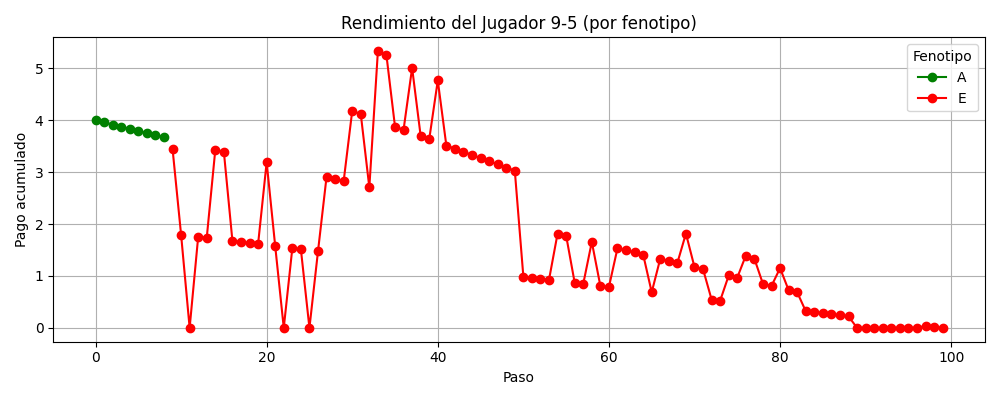 Rendimiento del Jugador 9-5 (por fenotipo)
Pago acumulado
5
4
3
2
1
0
0
20
40
60
80
100
Paso
Fenotipo
A
E